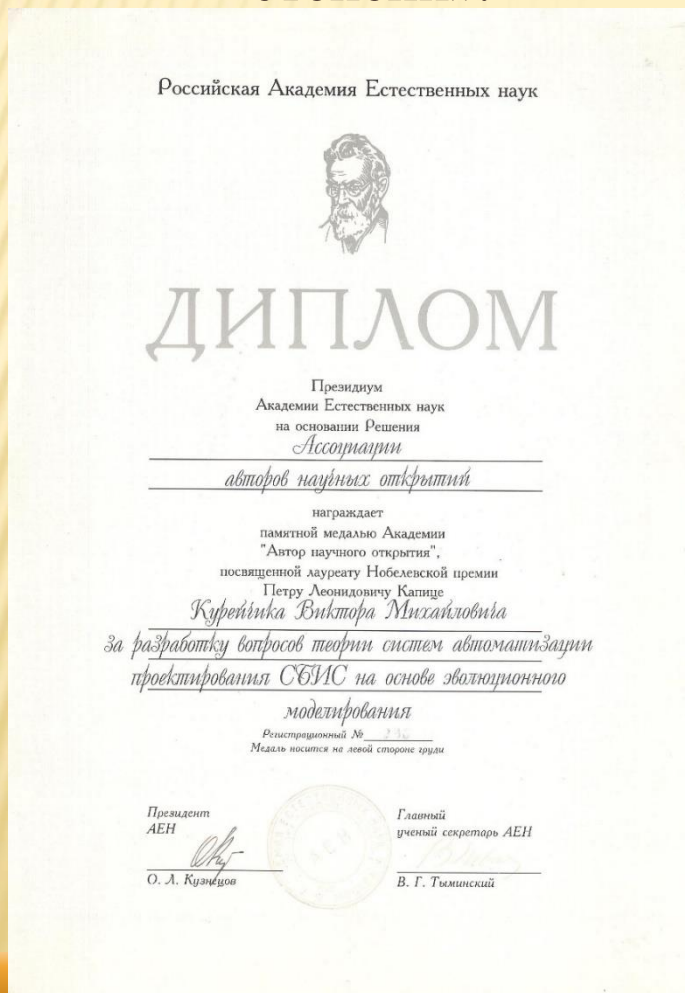 Российская Академия Естественных наук
ДИПЛОМ
Президиум
Академии Естественных наук
на основании Решения
Ассоциации
авторов научных открытий
награждает
памятной медалью Академии
"Автор научного открытия",
посвященной лауреату Нобелевской премии
Петру Леонидовичу Капице
Курейчика Виктора Михайловича
за разработку вопросов теории систем автоматизации
проектирования СБИС на основе эволюционного
моделирования
Регистрационный №
Медаль носится на левой стороне груди
Президент
АЕН
О. Л. Кузнецов
Главный
ученый секретарь АЕН
В. Г. Тыминский